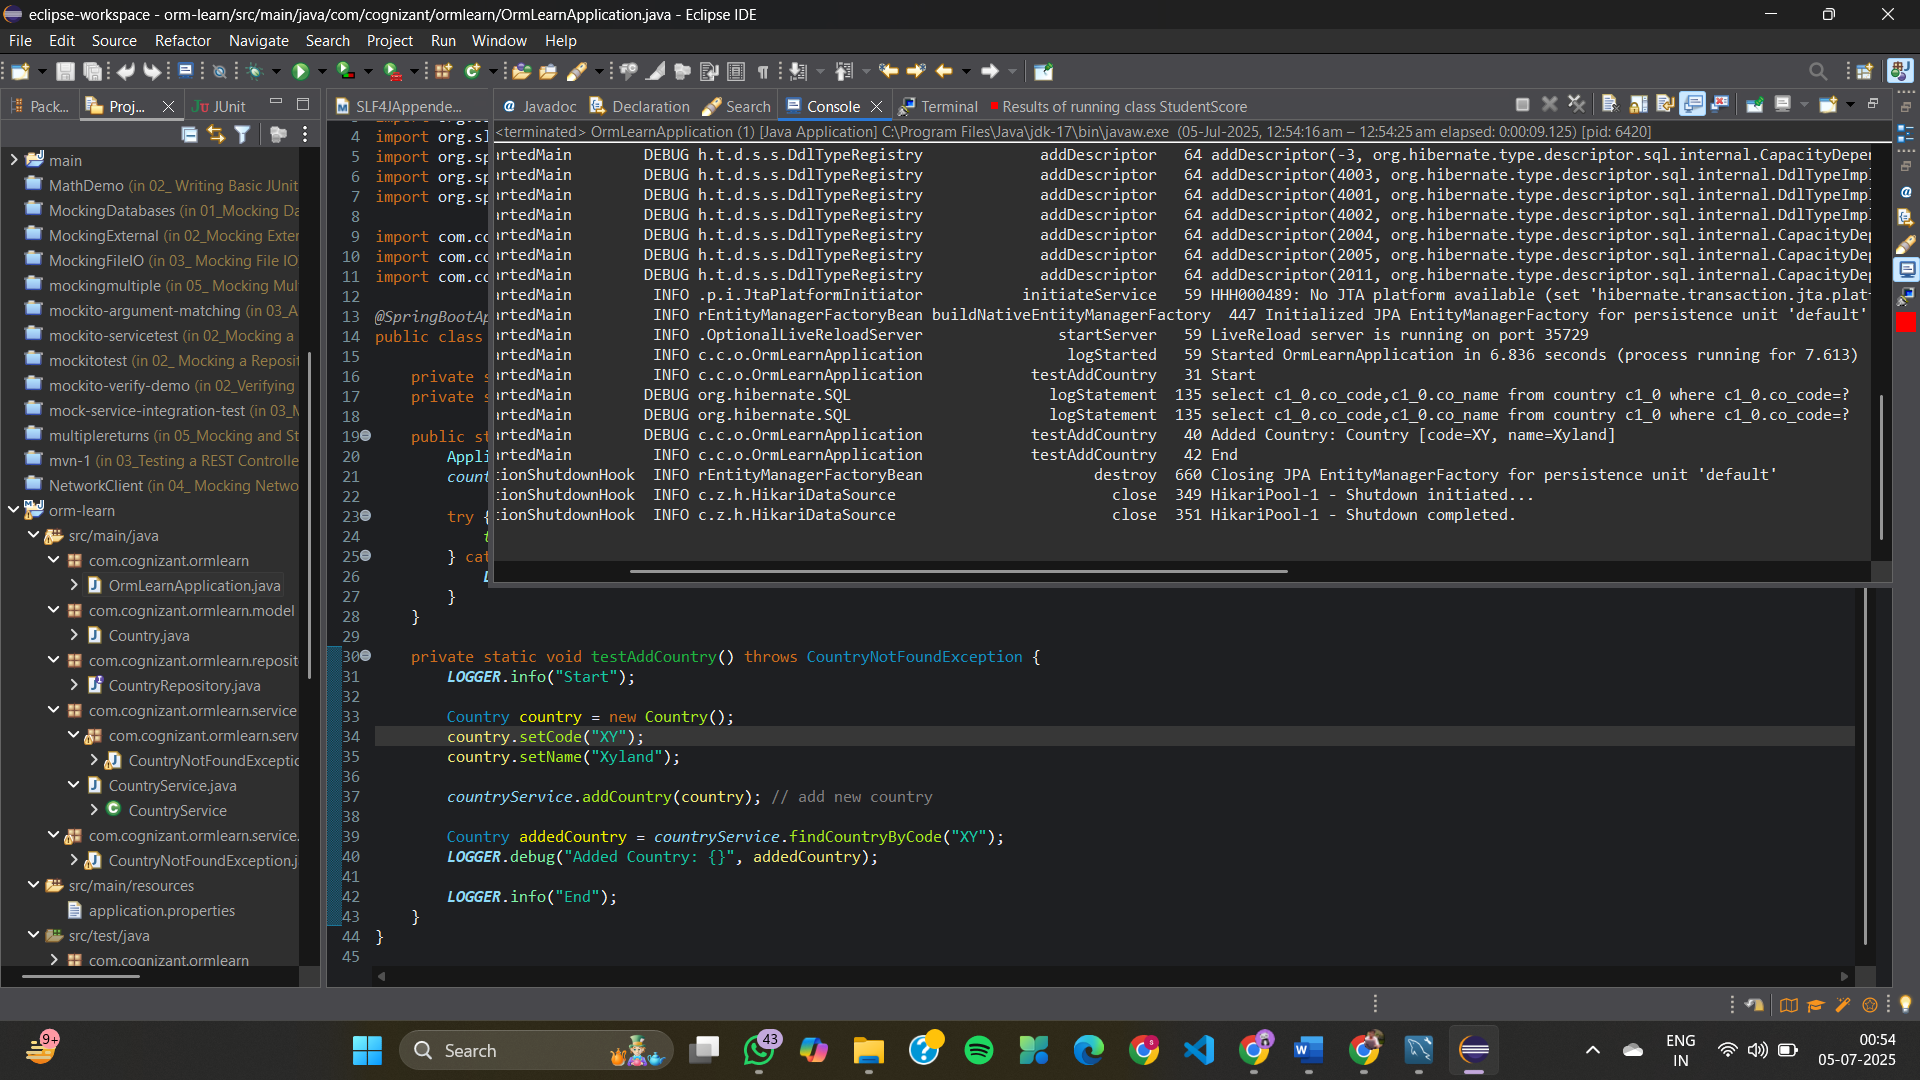 eclipse-workspace - orm-learn/src/main/java/com/cognizant/ormlearn/OrmLearnApplication.java - Eclipse IDE
File Edit Source Refactor Navigate Search Project Run Window Help
Pack... Proj... JUnit
SLF4JAppende...
Javadoc Declaration Search Console Terminal Results of running class StudentScore
<terminated> OrmLearnApplication (1) [Java Application] C:\Program Files\Java\jdk-17\bin\javaw.exe (05-Jul-2025, 12:54:16 am – 12:54:25 am elapsed: 0:00:09.125) [pid: 6420]
main
MathDemo (in 02_ Writing Basic JUnit
MockingDatabases (in 01_Mocking Da
MockingExternal (in 02_Mocking Exter
MockingFileIO (in 03_ Mocking File IO
mockingmultiple (in 05_ Mocking Mul
mockito-argument-matching (in 03_A
mockito-servicetest (in 02_Mocking a
mockitotest (in 02_ Mocking a Reposit
mockito-verify-demo (in 02_Verifying
mock-service-integration-test (in 03_M
multiplereturns (in 05_Mocking and St
mvn-1 (in 03_Testing a REST Controlle
NetworkClient (in 04_ Mocking Netwo
orm-learn
src/main/java
com.cognizant.ormlearn
OrmLearnApplication.java
com.cognizant.ormlearn.model
Country.java
com.cognizant.ormlearn.reposit
CountryRepository.java
com.cognizant.ormlearn.service
com.cognizant.ormlearn.serv
CountryNotFoundExceptic
CountryService.java
CountryService
com.cognizant.ormlearn.service.
CountryNotFoundException.j
src/main/resources
application.properties
src/test/java
com.cognizant.ormlearn
artedMain DEBUG h.t.d.s.s.DdlTypeRegistry addDescriptor 64 addDescriptor(-3, org.hibernate.type.descriptor.sql.internal.CapacityDepen
artedMain DEBUG h.t.d.s.s.DdlTypeRegistry addDescriptor 64 addDescriptor(4003, org.hibernate.type.descriptor.sql.internal.DdlTypeImpl
artedMain DEBUG h.t.d.s.s.DdlTypeRegistry addDescriptor 64 addDescriptor(4001, org.hibernate.type.descriptor.sql.internal.DdlTypeImpl
artedMain DEBUG h.t.d.s.s.DdlTypeRegistry addDescriptor 64 addDescriptor(4002, org.hibernate.type.descriptor.sql.internal.DdlTypeImpl
artedMain DEBUG h.t.d.s.s.DdlTypeRegistry addDescriptor 64 addDescriptor(2004, org.hibernate.type.descriptor.sql.internal.CapacityDep
artedMain DEBUG h.t.d.s.s.DdlTypeRegistry addDescriptor 64 addDescriptor(2005, org.hibernate.type.descriptor.sql.internal.CapacityDep
artedMain DEBUG h.t.d.s.s.DdlTypeRegistry addDescriptor 64 addDescriptor(2011, org.hibernate.type.descriptor.sql.internal.CapacityDep
artedMain INFO .p.i.JtaPlatformInitiator initiateService 59 HHH000489: No JTA platform available (set 'hibernate.transaction.jta.plat
artedMain INFO rEntityManagerFactoryBean buildNativeEntityManagerFactory 447 Initialized JPA EntityManagerFactory for persistence unit 'default'
artedMain INFO .OptionalLiveReloadServer startServer 59 LiveReload server is running on port 35729
artedMain INFO c.c.o.OrmLearnApplication logStarted 59 Started OrmLearnApplication in 6.836 seconds (process running for 7.613)
artedMain INFO c.c.o.OrmLearnApplication testAddCountry 31 Start
artedMain DEBUG org.hibernate.SQL logStatement 135 select c1_0.co_code,c1_0.co_name from country c1_0 where c1_0.co_code=?
artedMain DEBUG org.hibernate.SQL logStatement 135 select c1_0.co_code,c1_0.co_name from country c1_0 where c1_0.co_code=?
artedMain DEBUG c.c.o.OrmLearnApplication testAddCountry 40 Added Country: Country [code=XY, name=Xyland]
artedMain INFO c.c.o.OrmLearnApplication testAddCountry 42 End
ionShutdownHook INFO rEntityManagerFactoryBean destroy 660 Closing JPA EntityManagerFactory for persistence unit 'default'
ionShutdownHook INFO c.z.h.HikariDataSource close 349 HikariPool-1 - Shutdown initiated...
ionShutdownHook INFO c.z.h.HikariDataSource close 351 HikariPool-1 - Shutdown completed.
4 import org.sl
5 import org.sp
6 import org.sp
7 import org.sp
8
9 import com.co
10 import com.co
11 import com.co
12
13 @SpringBootAp
14 public class
15
16 private s
17 private s
18
19 public st
20 Appli
21 count
22
23 try {
24 t
25 } cat
26 L
27 }
28 }
29
30 private static void testAddCountry() throws CountryNotFoundException {
31 LOGGER.info("Start");
32
33 Country country = new Country();
34 country.setCode("XY");
35 country.setName("Xyland");
36
37 countryService.addCountry(country); // add new country
38
39 Country addedCountry = countryService.findCountryByCode("XY");
40 LOGGER.debug("Added Country: {}", addedCountry);
41
42 LOGGER.info("End");
43 }
44 }
45
9+
Search
43
ENG
IN
00:54
05-07-2025